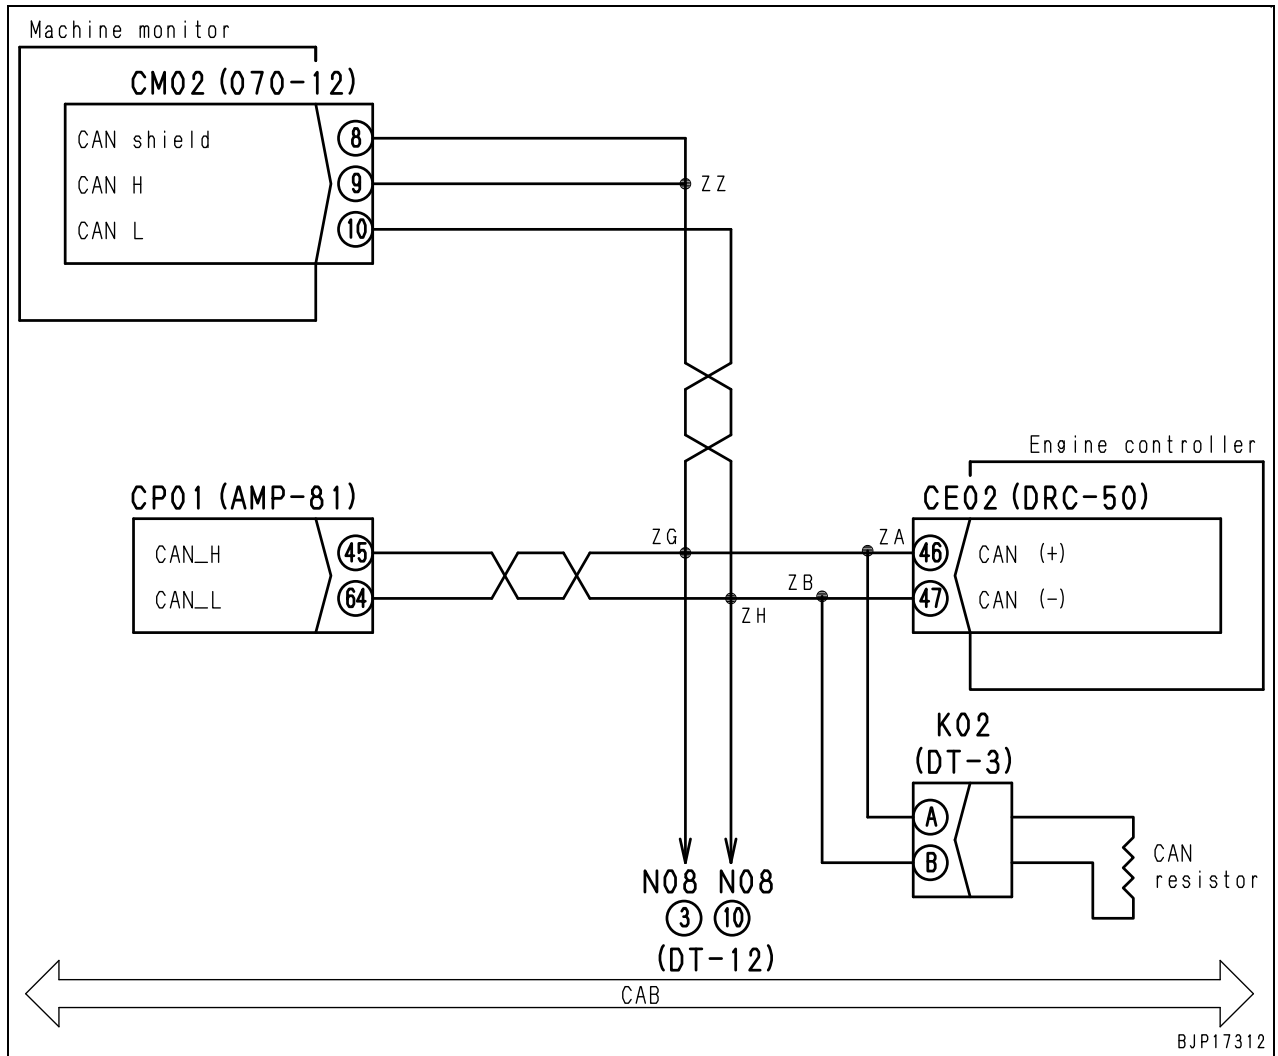 Machine monitor
CM02 (070-12)
CAN shield
8
CAN H
9
ZZ
CAN L
10
Engine controller
CP01 (AMP-81)
CE02 (DRC-50)
ZG
ZA
CAN_H
45
46
CAN (+)
CAN_L
64
ZB
47
CAN (-)
ZH
K02
(DT-3)
A
B
CAN
resistor
N08 N08
3 10
(DT-12)
CAB
BJP17312